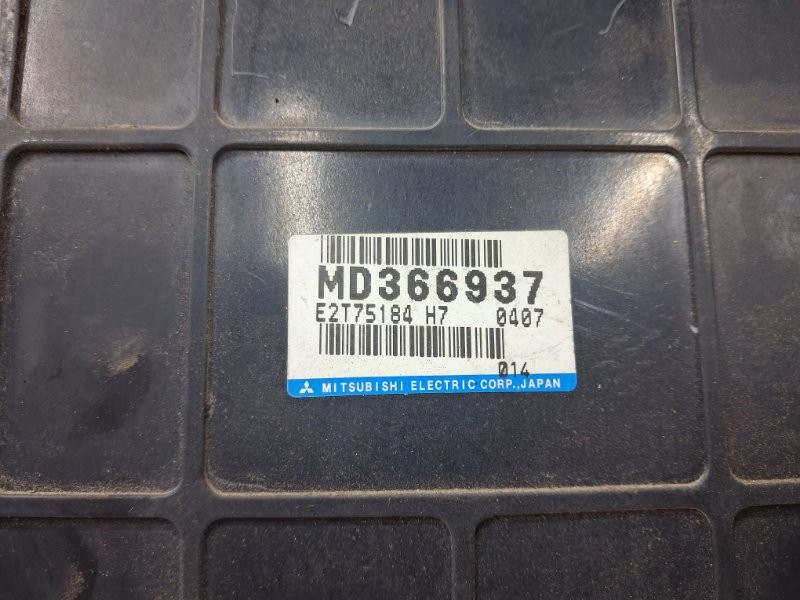 MD366937
E2T75184 H7 0407
014
MITSUBISHI ELECTRIC CORP.,JAPAN